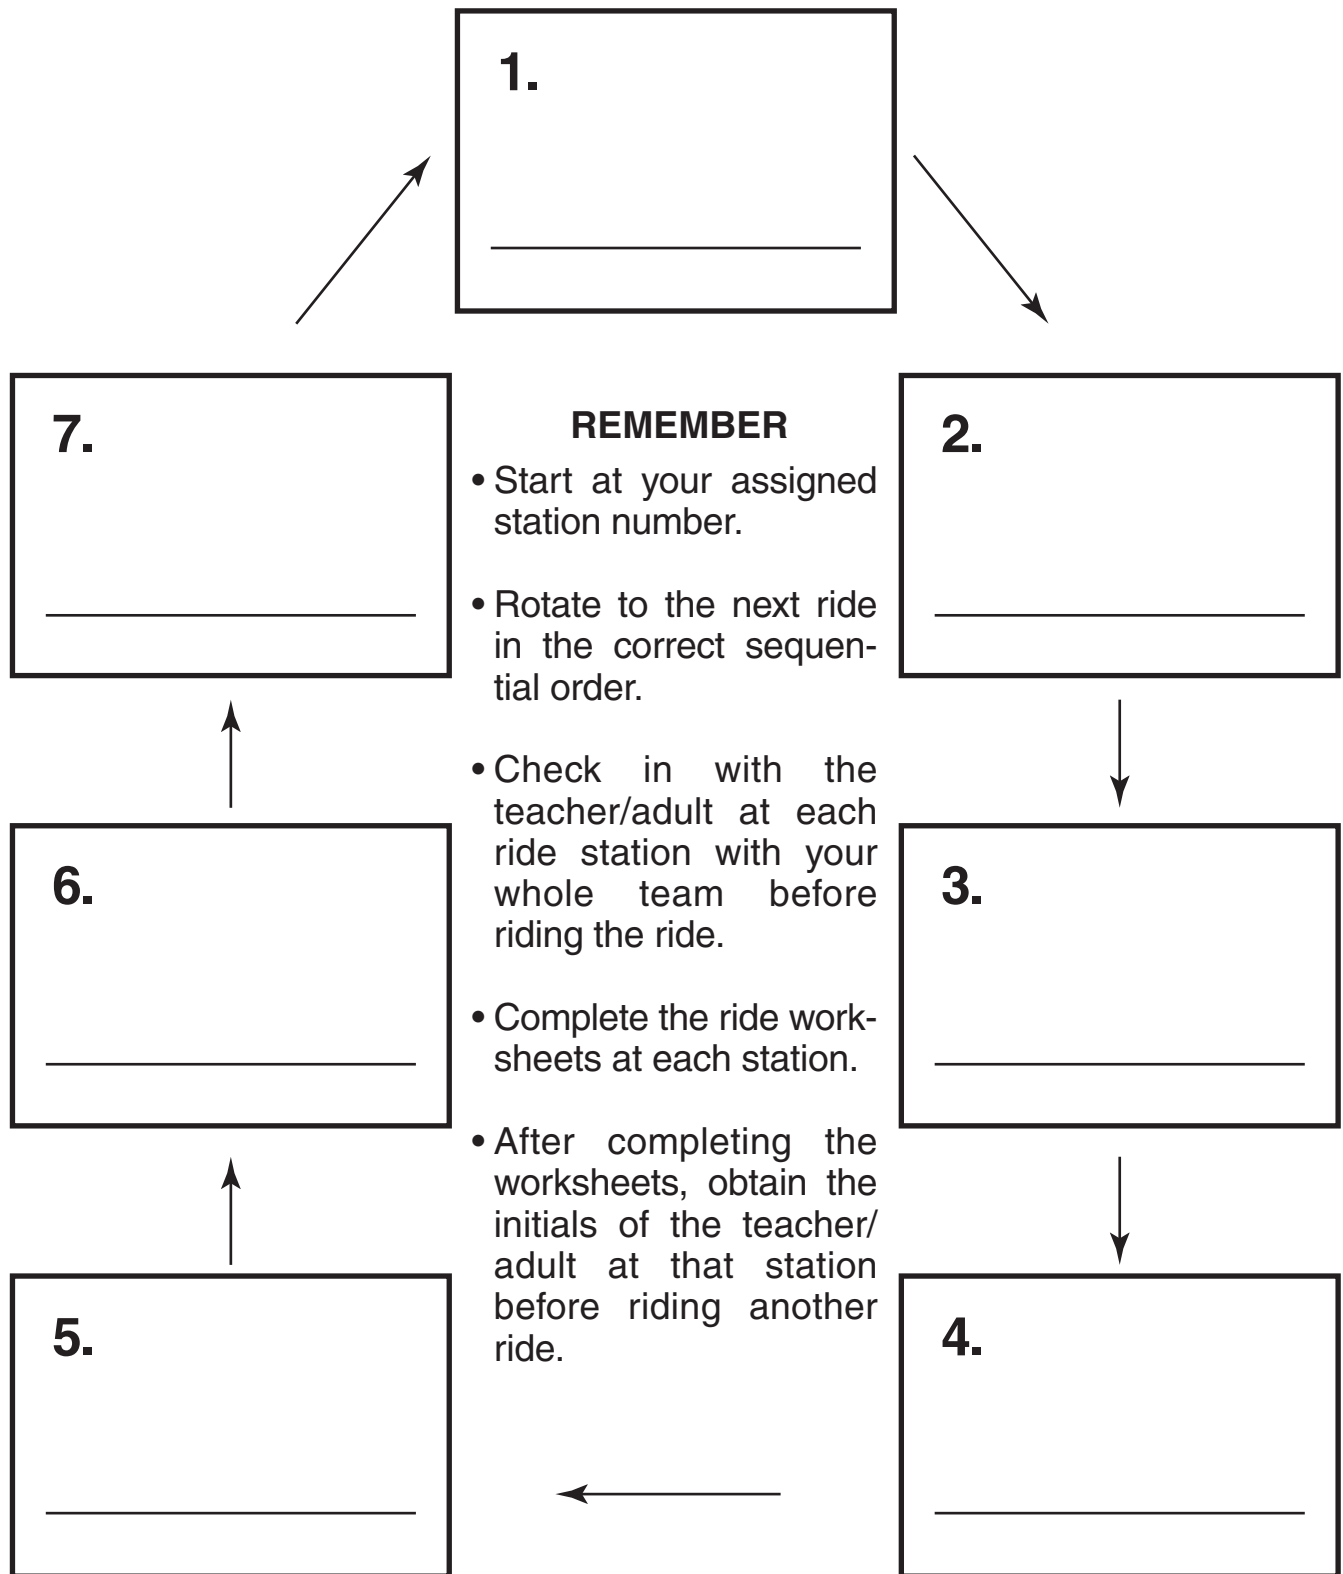 1.
7.
REMEMBER
• Start at your assigned
station number.
• Rotate to the next ride
in the correct sequen-
tial order.
• Check in with the
teacher/adult at each
ride station with your
whole team before
riding the ride.
• Complete the ride work-
sheets at each station.
• After completing the
worksheets, obtain the
initials of the teacher/
adult at that station
before riding another
ride.
2.
6.
3.
5.
4.